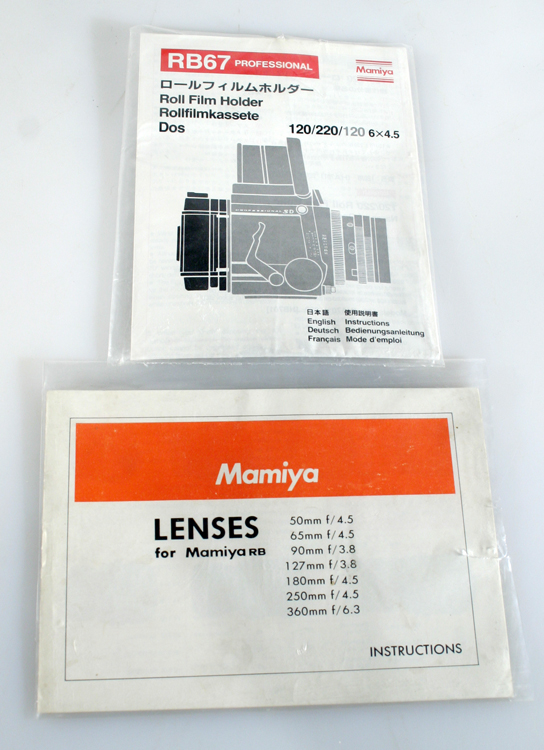 RB67 PROFESSIONAL
Mamiya
ロールフィルムホルダー
Roll Film Holder
Rollfilmkassete
Dos
120/220/120 6×4.5
日本語 使用説明書
English Instructions
Deutsch Bedienungsanleitung
Français Mode d'emploi
Mamiya
LENSES
for Mamiya RB
50mm f/4.5
65mm f/4.5
90mm f/3.8
127mm f/3.8
180mm f/4.5
250mm f/4.5
360mm f/6.3
INSTRUCTIONS